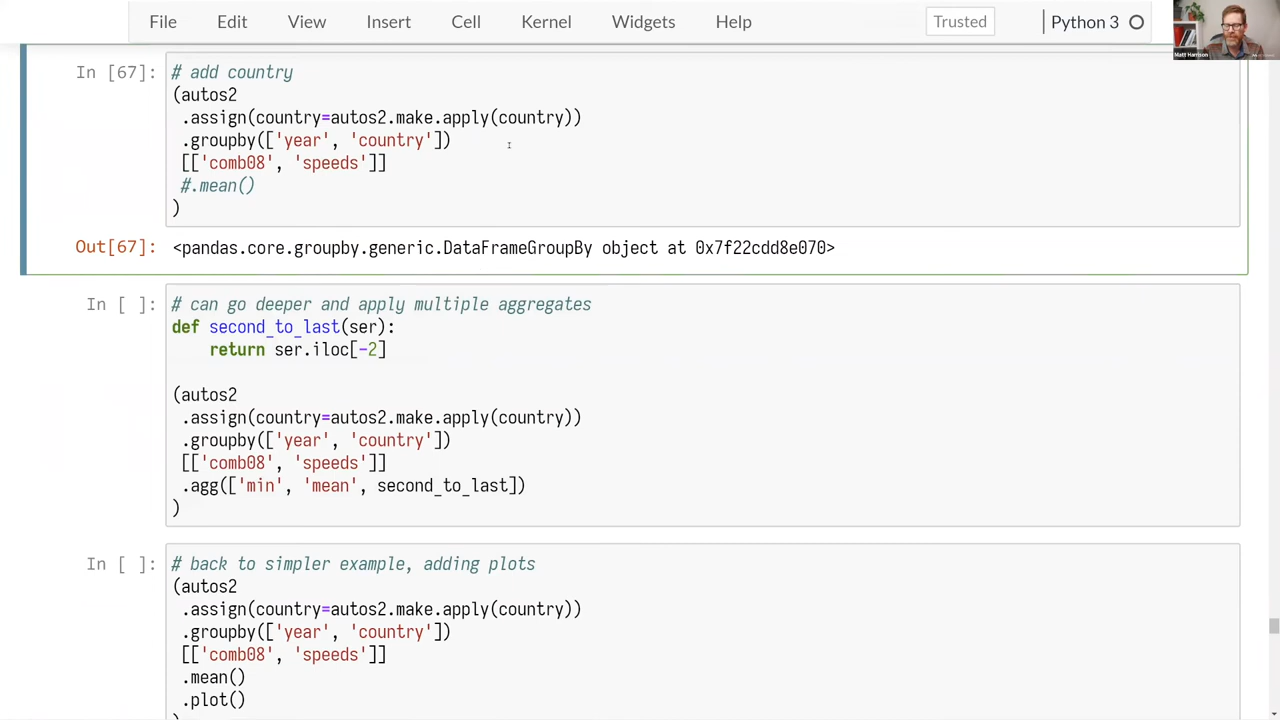 File Edit View Insert Cell Kernel Widgets Help Trusted Python 3
Matt Harrison
In [67]:
# add country
(autos2
.assign(country=autos2.make.apply(country))
.groupby(['year', 'country'])
[['comb08', 'speeds']]
#.mean()
)
Out[67]: <pandas.core.groupby.generic.DataFrameGroupBy object at 0x7f22cdd8e070>
In [ ]:
# can go deeper and apply multiple aggregates
def second_to_last(ser):
return ser.iloc[-2]
(autos2
.assign(country=autos2.make.apply(country))
.groupby(['year', 'country'])
[['comb08', 'speeds']]
.agg(['min', 'mean', second_to_last])
)
In [ ]:
# back to simpler example, adding plots
(autos2
.assign(country=autos2.make.apply(country))
.groupby(['year', 'country'])
[['comb08', 'speeds']]
.mean()
.plot()
)